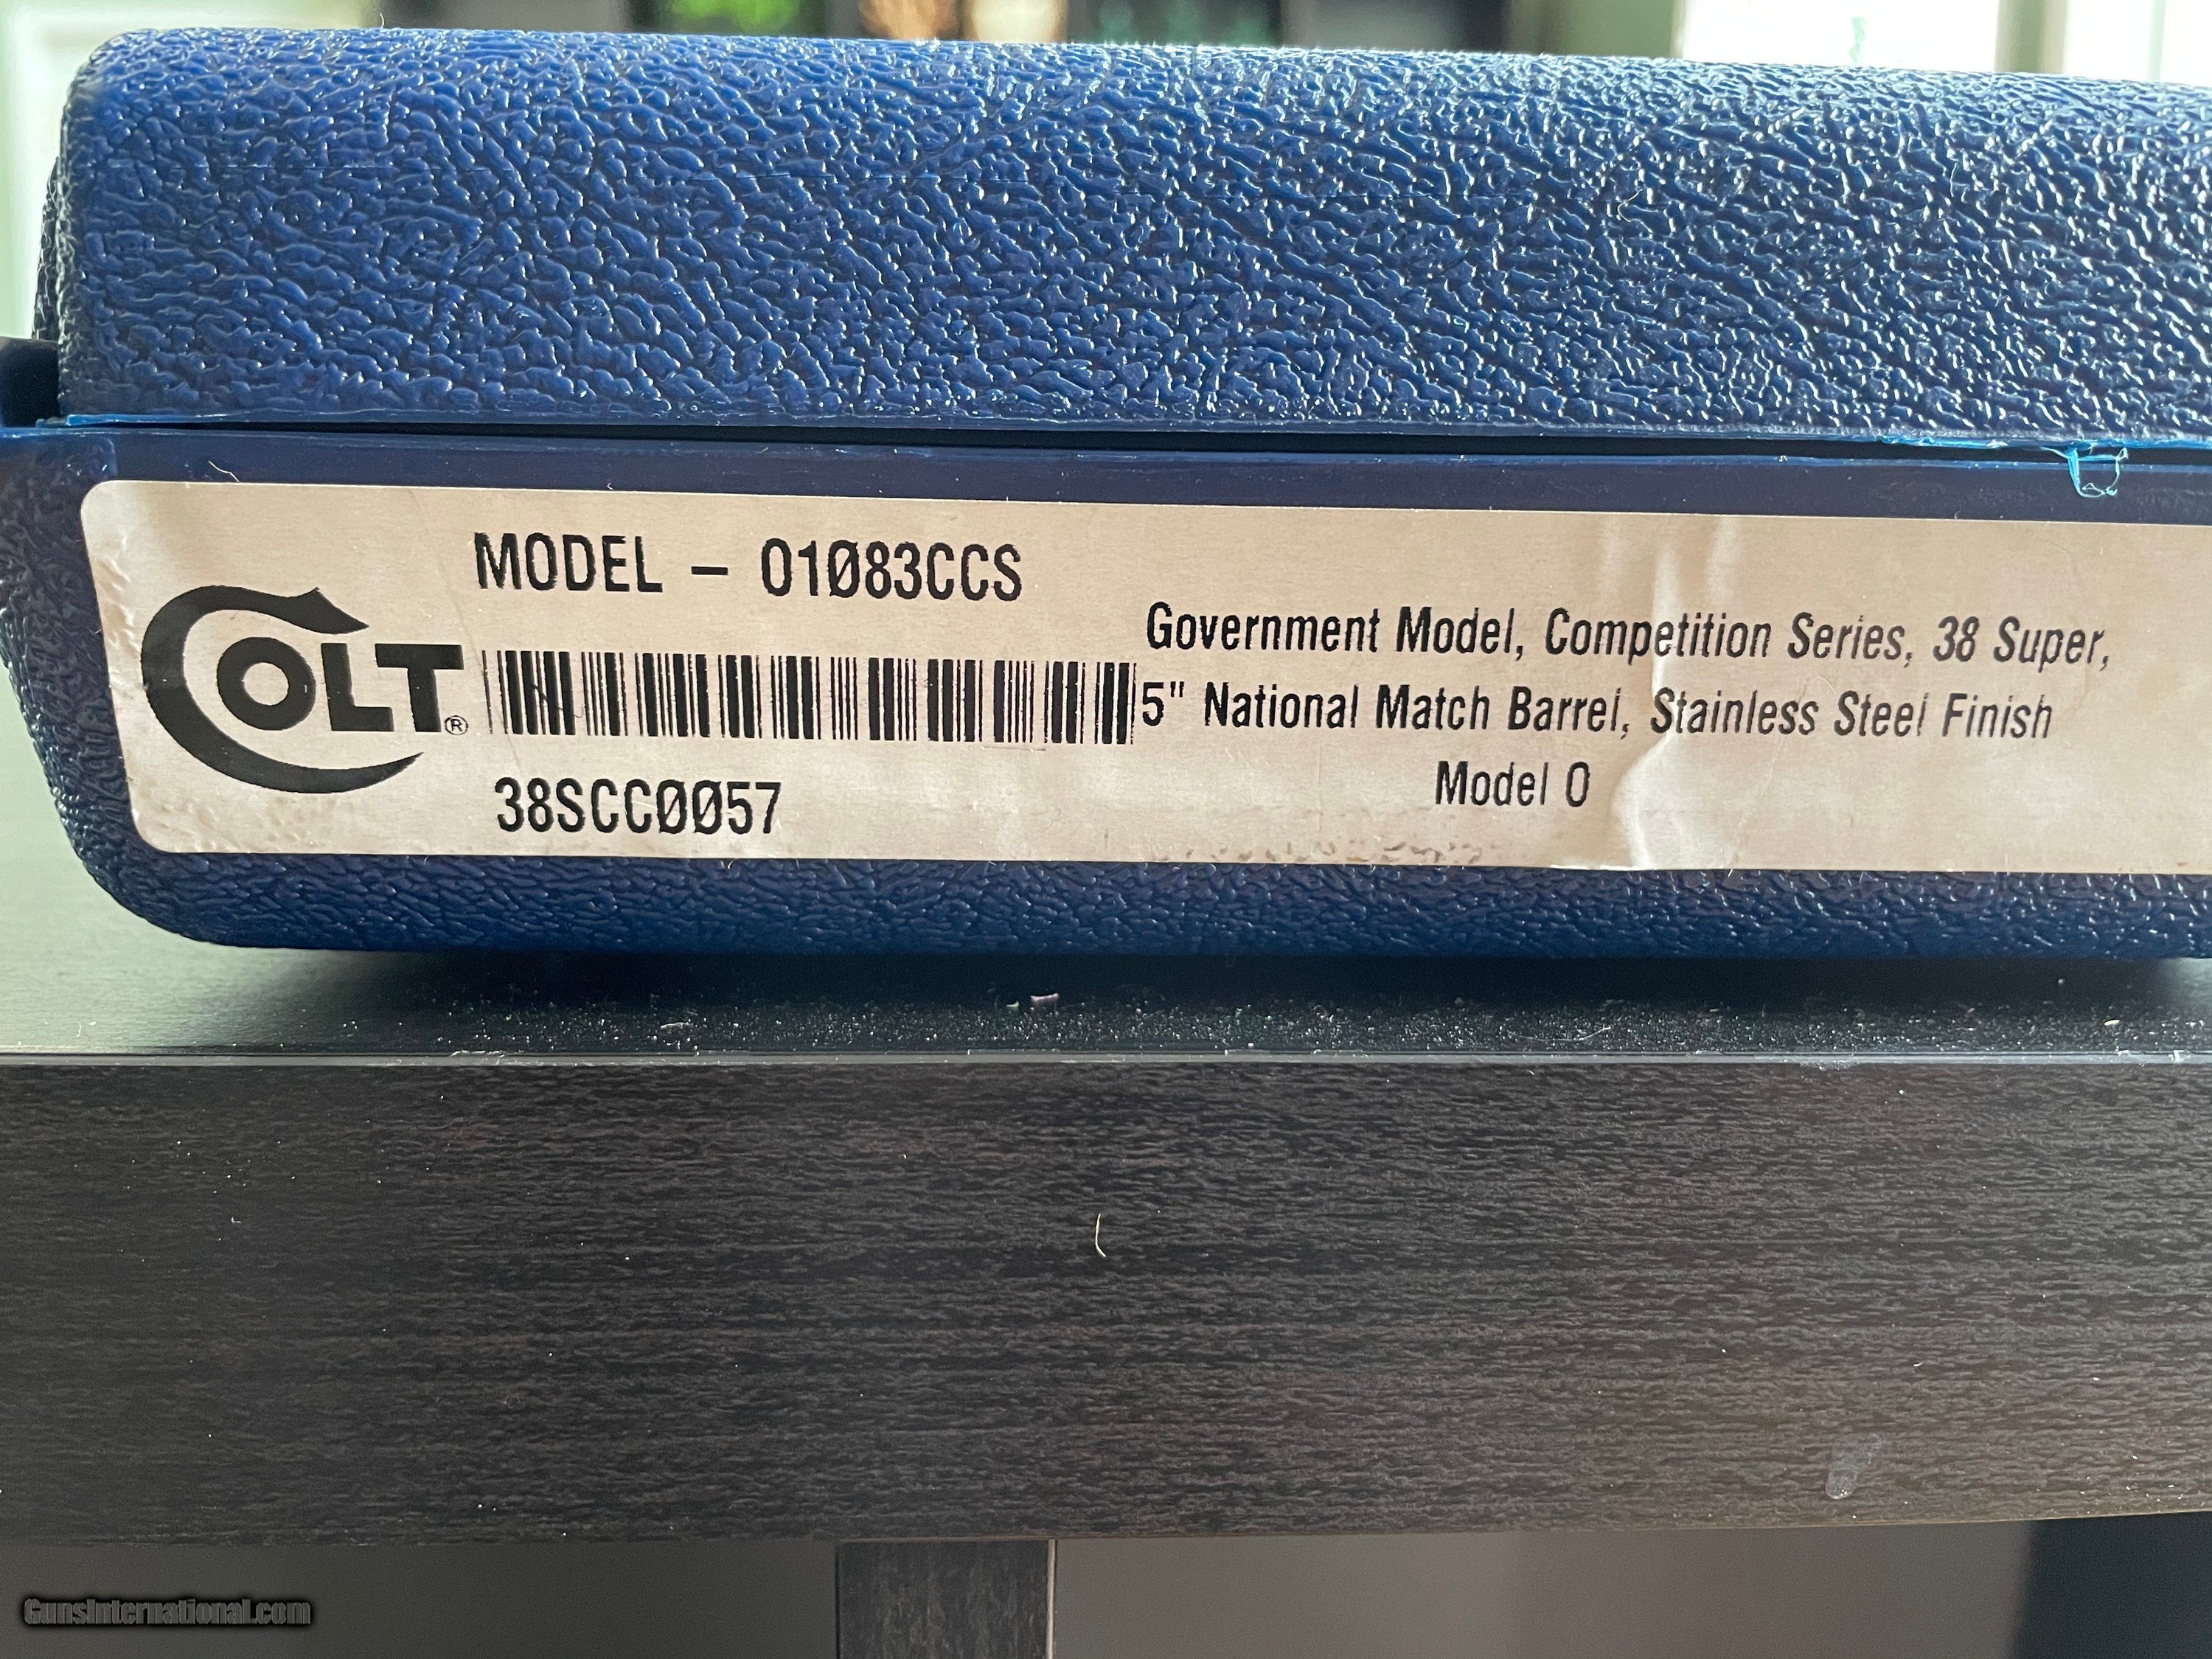 COLT®
MODEL - 01Ø83CCS
38SCCØØ57
Government Model, Competition Series, 38 Super,
5" National Match Barrel, Stainless Steel Finish
Model O
GunsInternational.com